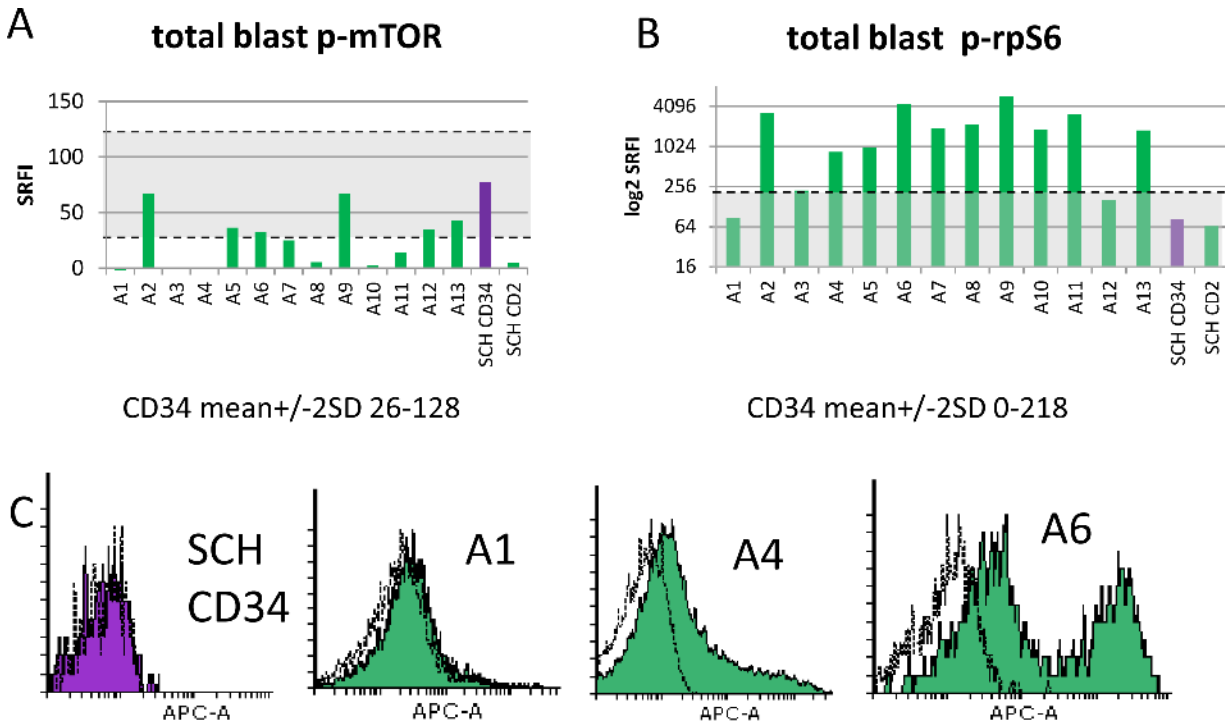 A
total blast p-mTOR
150
100
50
0
SRFI
A1
A2
A3
A4
A5
A6
A7
A8
A9
A10
A11
A12
A13
SCH CD34
SCH CD2
CD34 mean+/-2SD 26-128
B
total blast  p-rpS6
4096
1024
256
64
16
log2 SRFI
A1
A2
A3
A4
A5
A6
A7
A8
A9
A10
A11
A12
A13
SCH CD34
SCH CD2
CD34 mean+/-2SD 0-218
C
SCH
CD34
APC-A
A1
APC-A
A4
APC-A
A6
APC-A